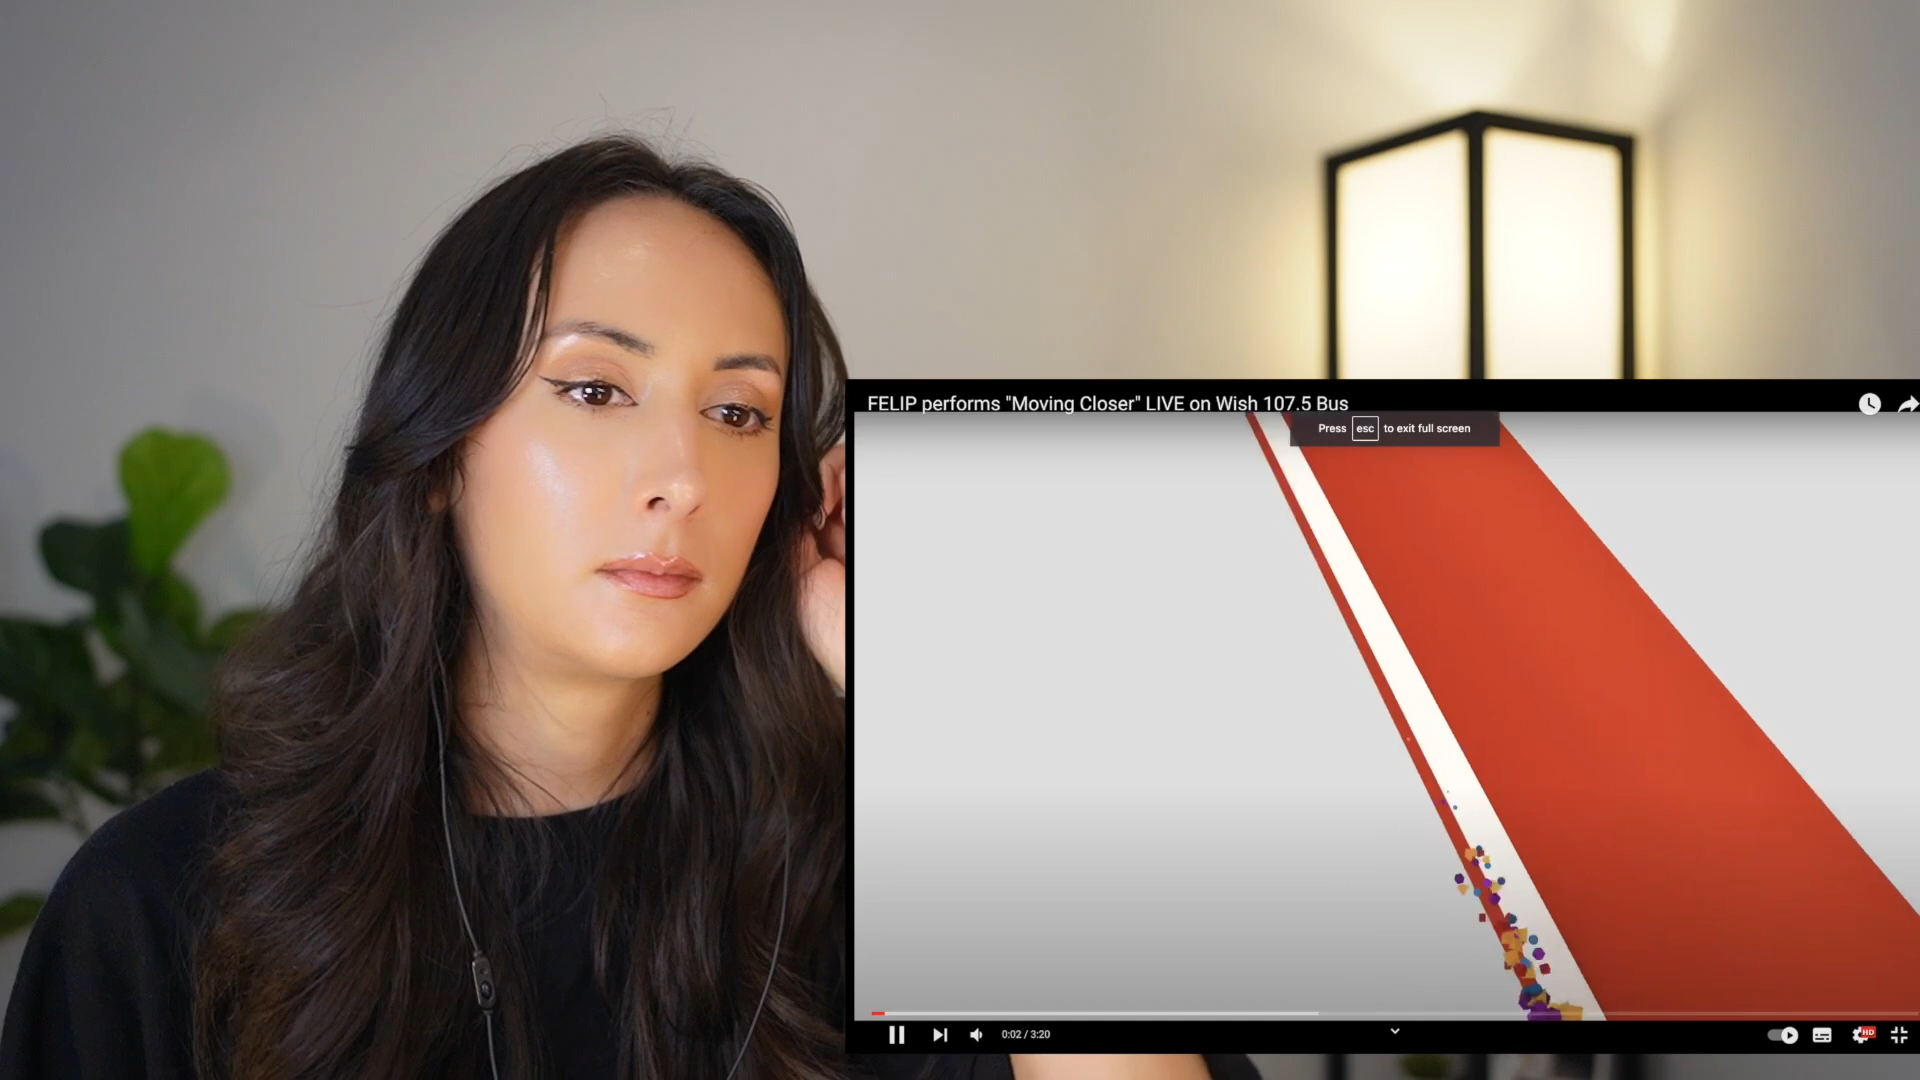 FELIP performs "Moving Closer" LIVE on Wish 107.5 Bus
Press esc to exit full screen
0:02 / 3:20
HD